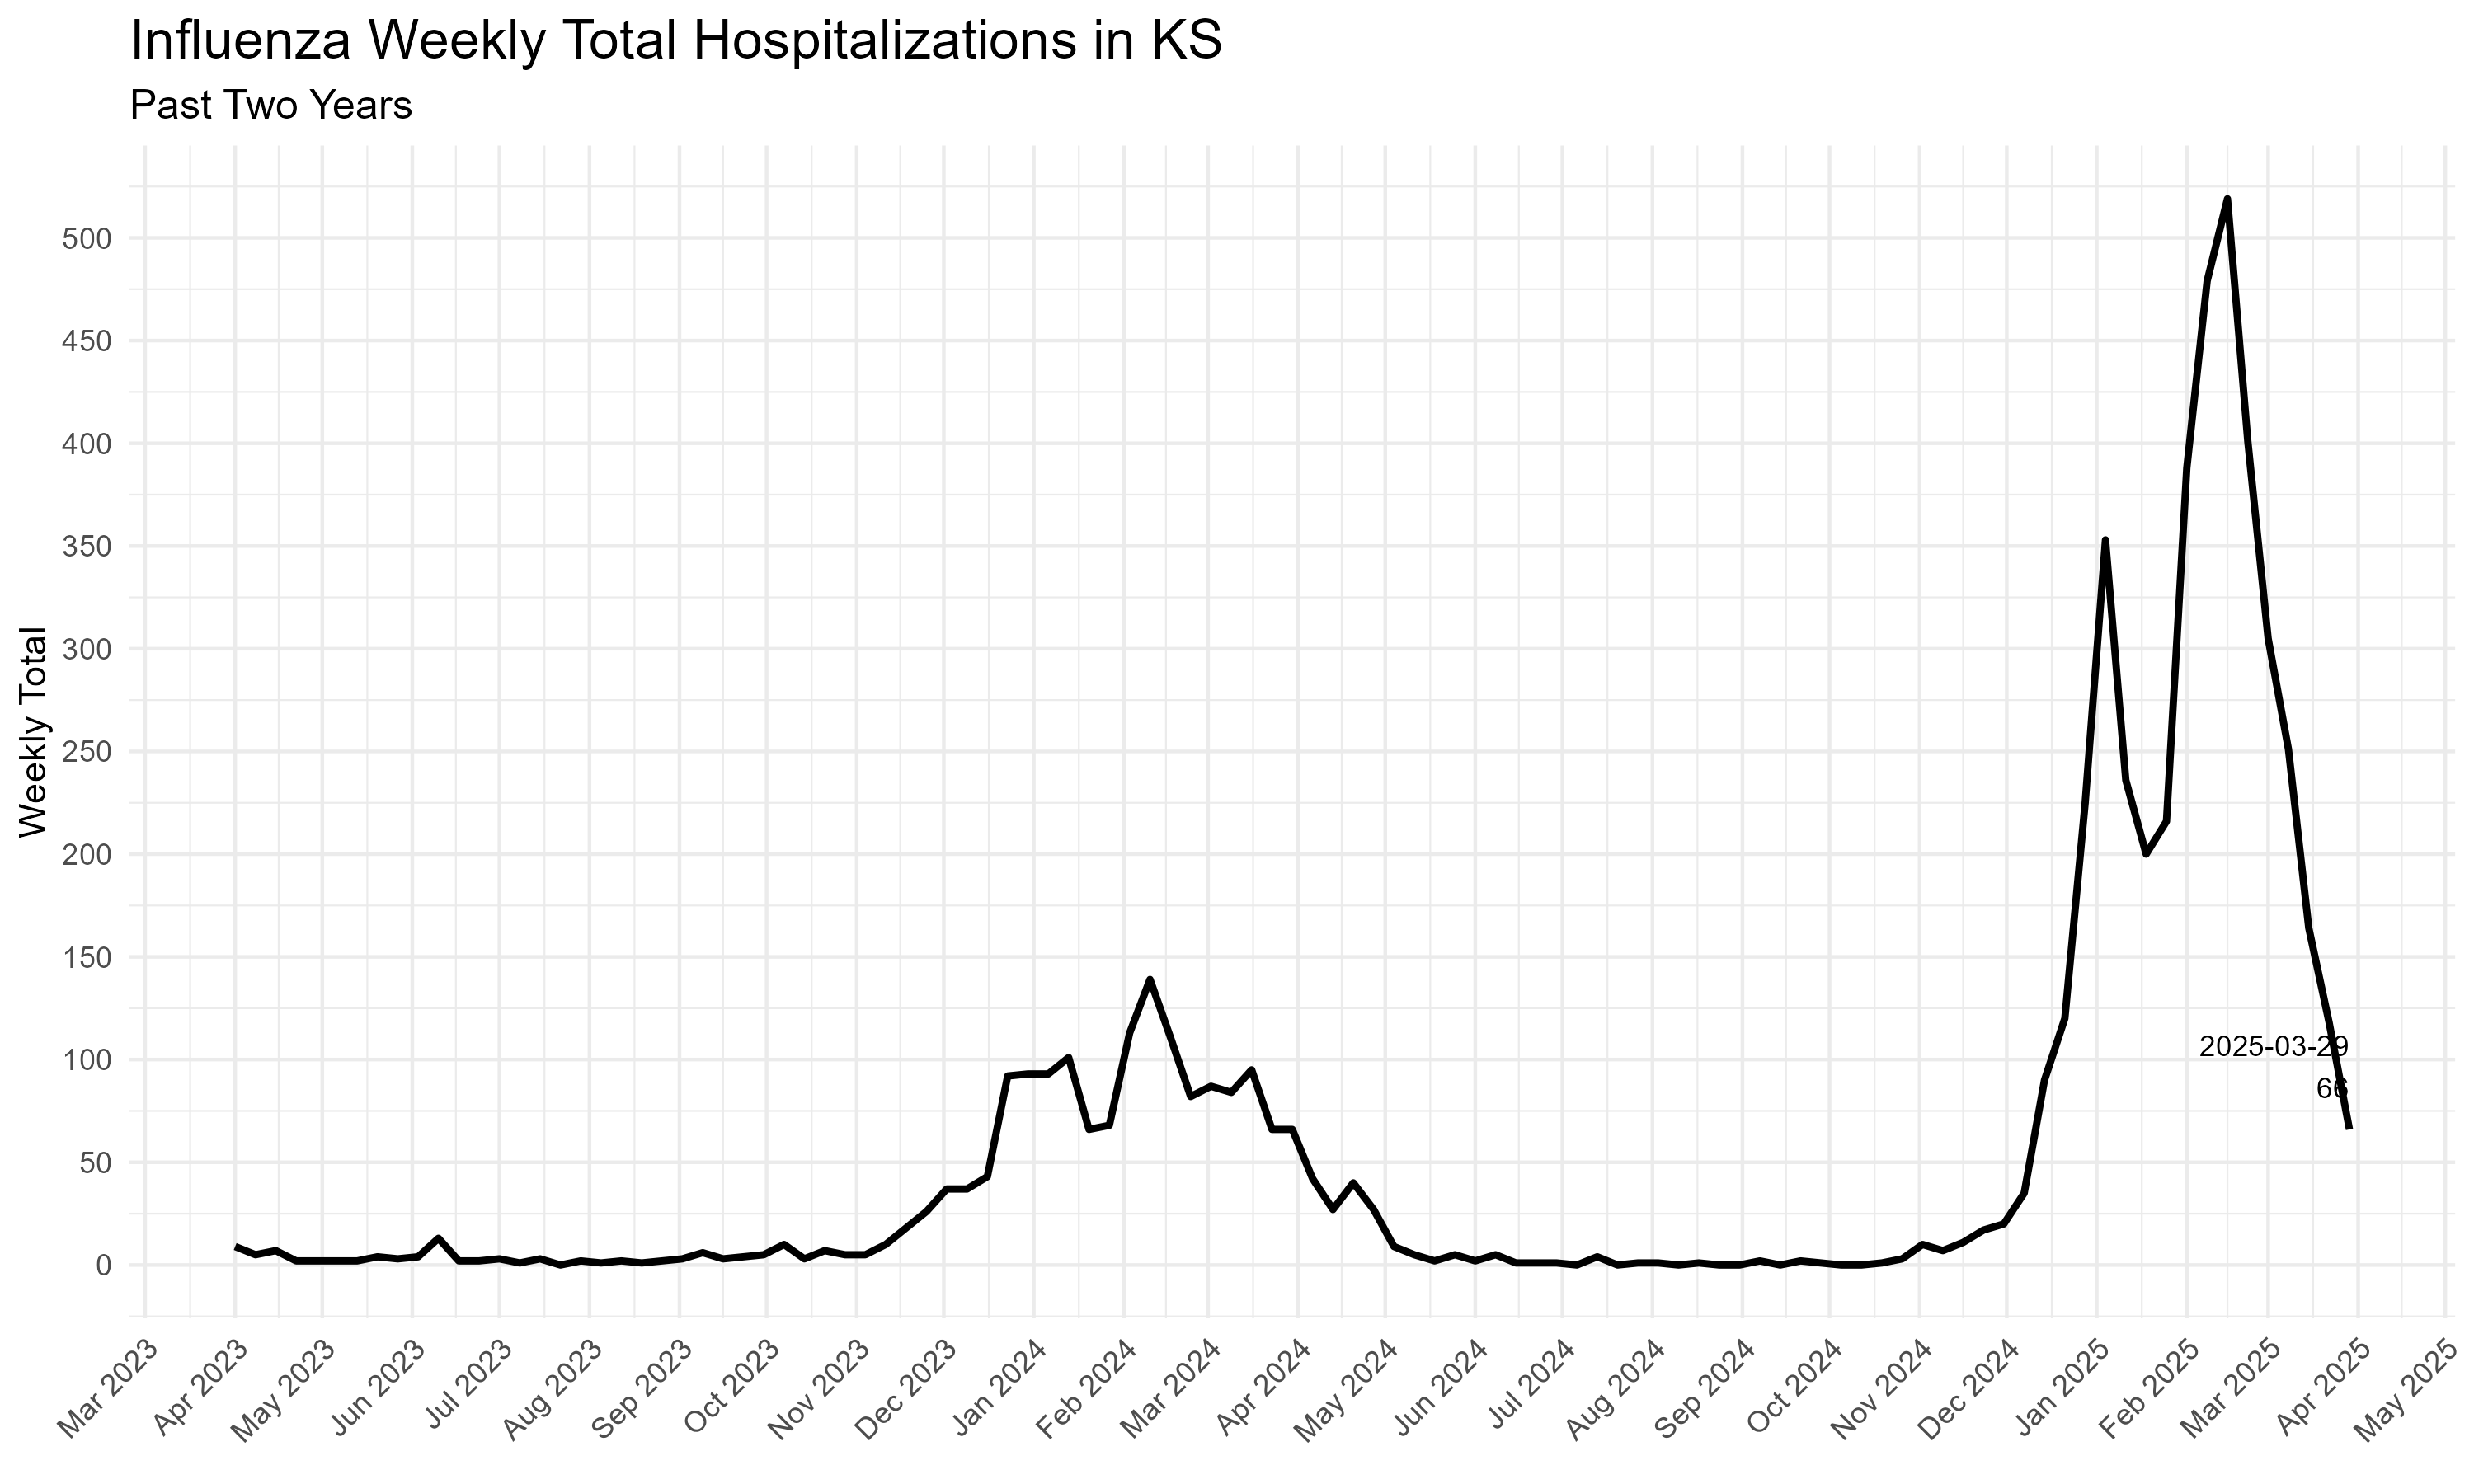 Influenza Weekly Total Hospitalizations in KS
Past Two Years
Weekly Total
500
450
400
350
300
250
200
150
100
50
0
2025-03-29
66
Mar 2023
Apr 2023
May 2023
Jun 2023
Jul 2023
Aug 2023
Sep 2023
Oct 2023
Nov 2023
Dec 2023
Jan 2024
Feb 2024
Mar 2024
Apr 2024
May 2024
Jun 2024
Jul 2024
Aug 2024
Sep 2024
Oct 2024
Nov 2024
Dec 2024
Jan 2025
Feb 2025
Mar 2025
Apr 2025
May 2025